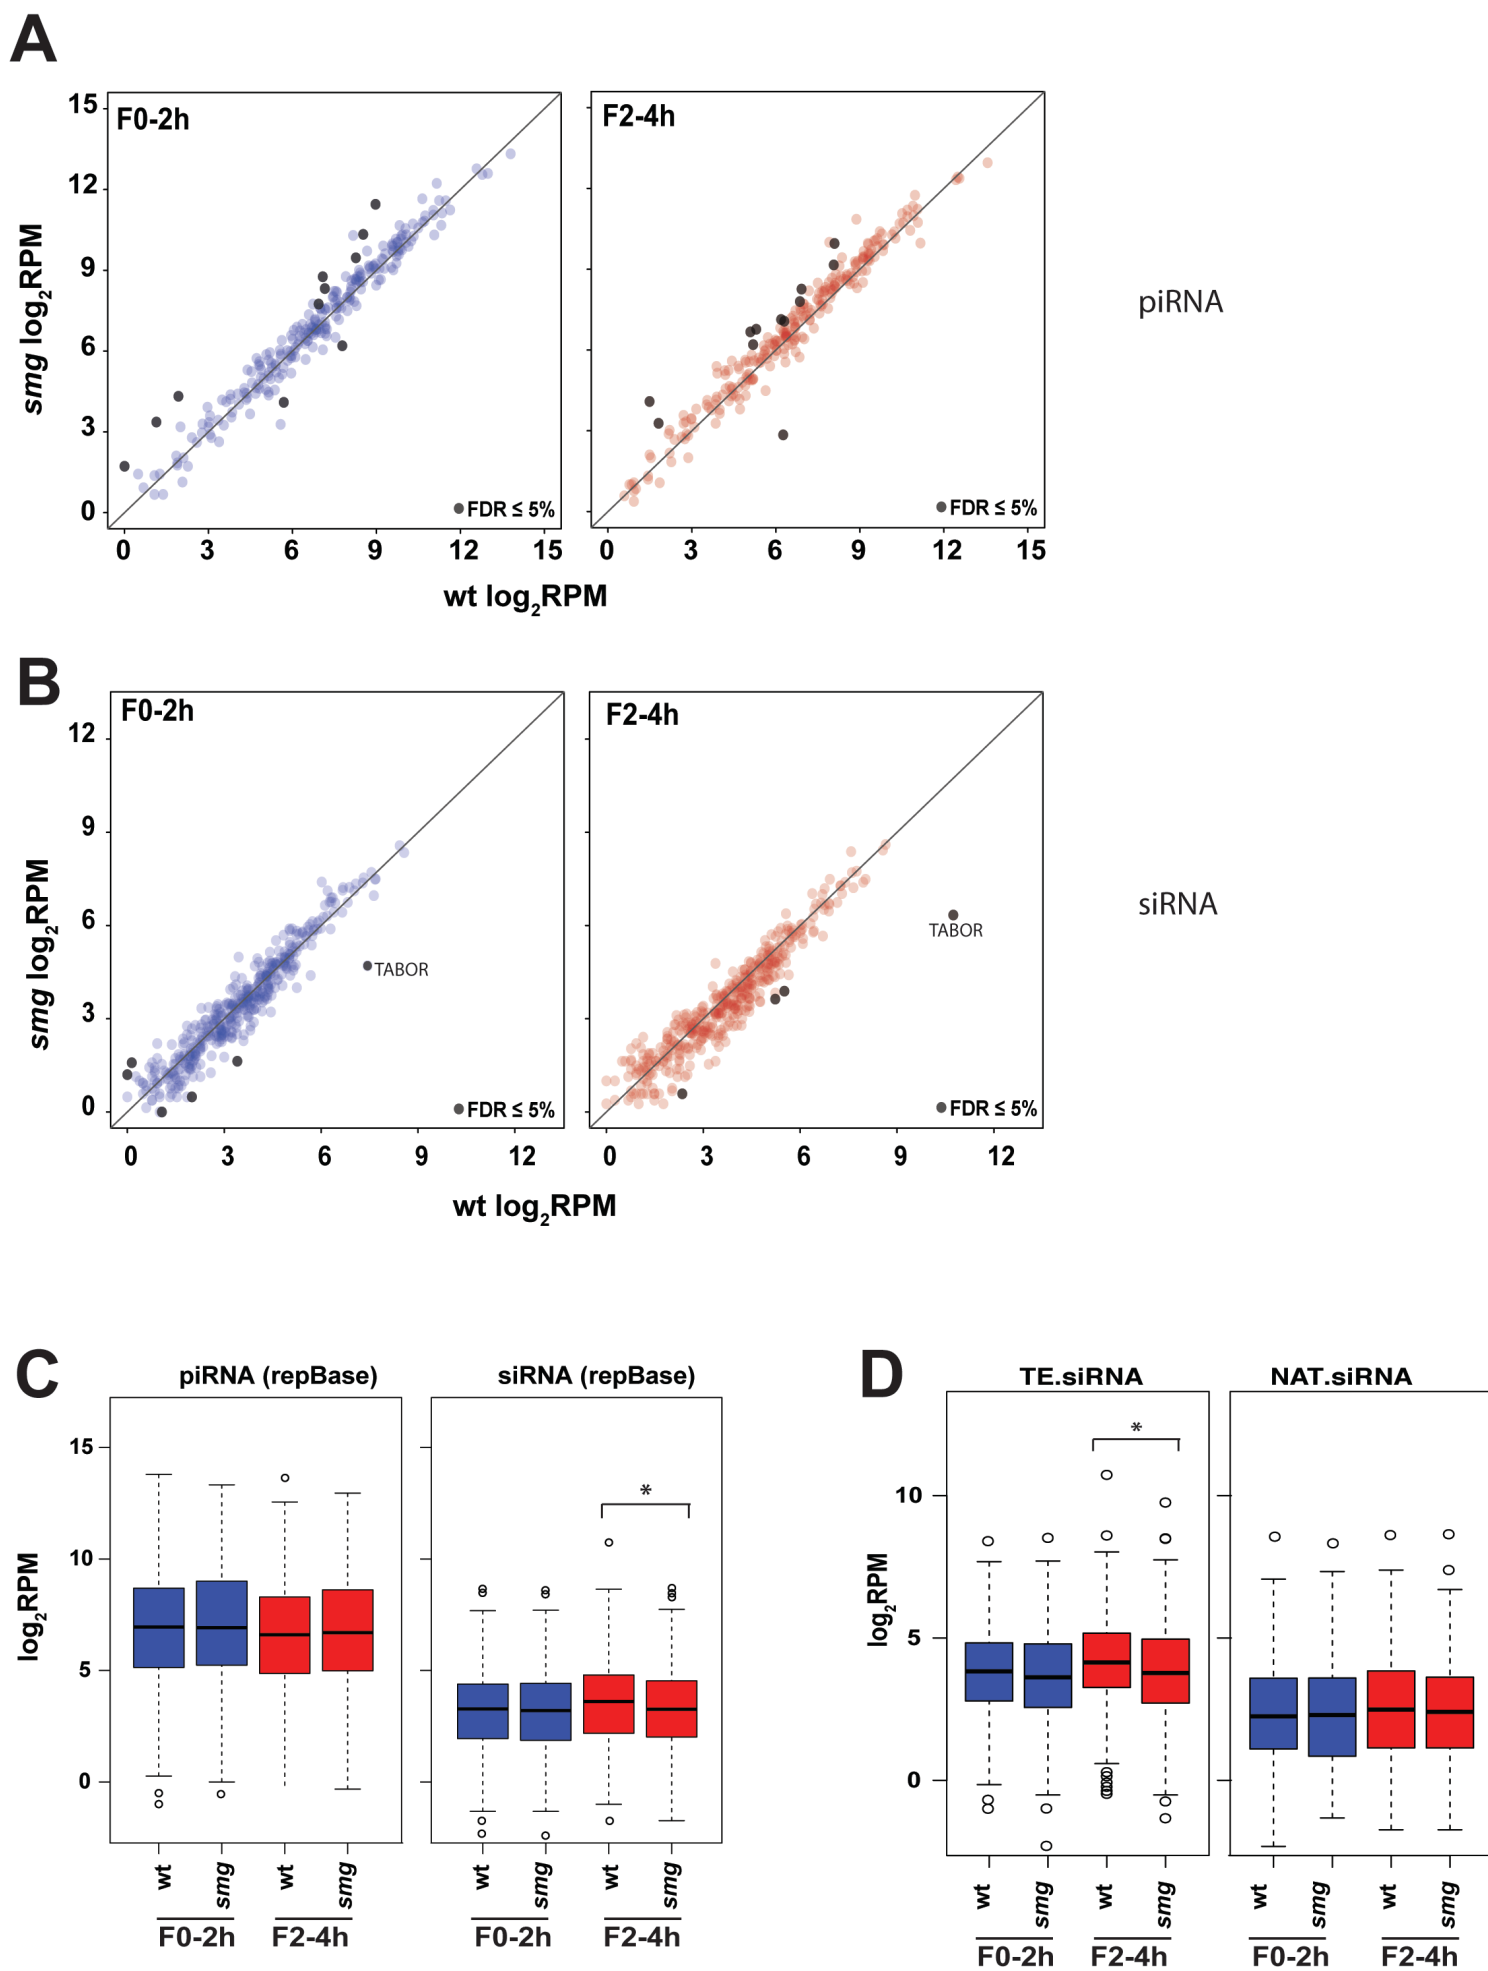 A
F0-2h
F2-4h
15
12
9
6
3
0
smg log2RPM
FDR ≤ 5%
FDR ≤ 5%
0 3 6 9 12 15
0 3 6 9 12 15
wt log2RPM
piRNA
B
F0-2h
F2-4h
12
9
6
3
0
smg log2RPM
TABOR
TABOR
FDR ≤ 5%
FDR ≤ 5%
0 3 6 9 12
0 3 6 9 12
wt log2RPM
siRNA
C
piRNA (repBase)
siRNA (repBase)
15
10
5
0
log2RPM
*
wt smg wt smg
wt smg wt smg
F0-2h F2-4h
F0-2h F2-4h
D
TE.siRNA
NAT.siRNA
10
5
0
log2RPM
*
wt smg wt smg
wt smg wt smg
F0-2h F2-4h
F0-2h F2-4h